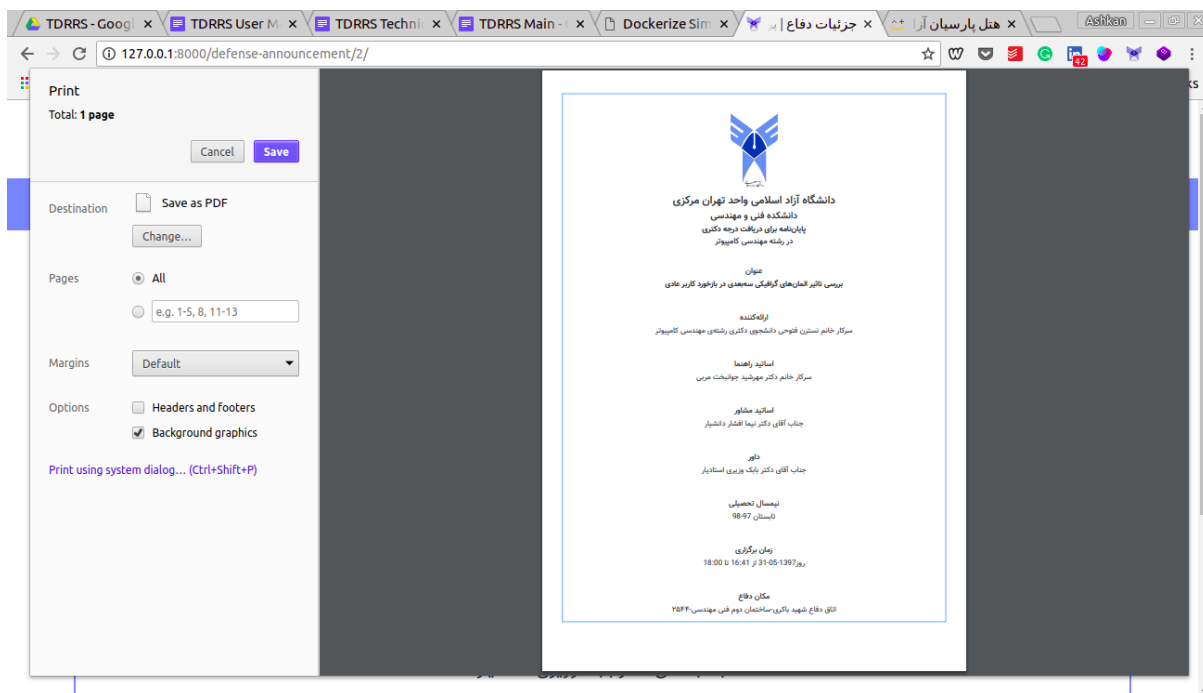 TDRRS - Googl
TDRRS User M
TDRRS Technic
TDRRS Main - (
Dockerize Sim
جزئیات دفاع | بر
هتل پارسیان آزا
Ashkan
127.0.0.1:8000/defense-announcement/2/
42
Print
Total: 1 page
Cancel
Save
Destination
Save as PDF
Change...
Pages
All
e.g. 1-5, 8, 11-13
Margins
Default
Options
Headers and footers
Background graphics
Print using system dialog... (Ctrl+Shift+P)
دانشگاه آزاد اسلامی واحد تهران مرکزی
دانشکده فنی و مهندسی
پایان‌نامه برای دریافت درجه دکتری
در رشته مهندسی کامپیوتر
عنوان
بررسی تاثیر المان‌های گرافیکی سه‌بعدی در بازخورد کاربر عادی
ارائه‌کننده
سرکار خانم نسترن فتوحی دانشجوی دکتری رشته‌ی مهندسی کامپیوتر
اساتید راهنما
سرکار خانم دکتر مهرشید جوانبخت مربی
اساتید مشاور
جناب آقای دکتر نیما افشار دانشیار
داور
جناب آقای دکتر بابک وزیری استادیار
نیمسال تحصیلی
تابستان 97-98
زمان برگزاری
روز1397-05-31 از 16:41 تا 18:00
مکان دفاع
اتاق دفاع شهید باکری-ساختمان دوم فنی مهندسی-۲۵۴۴